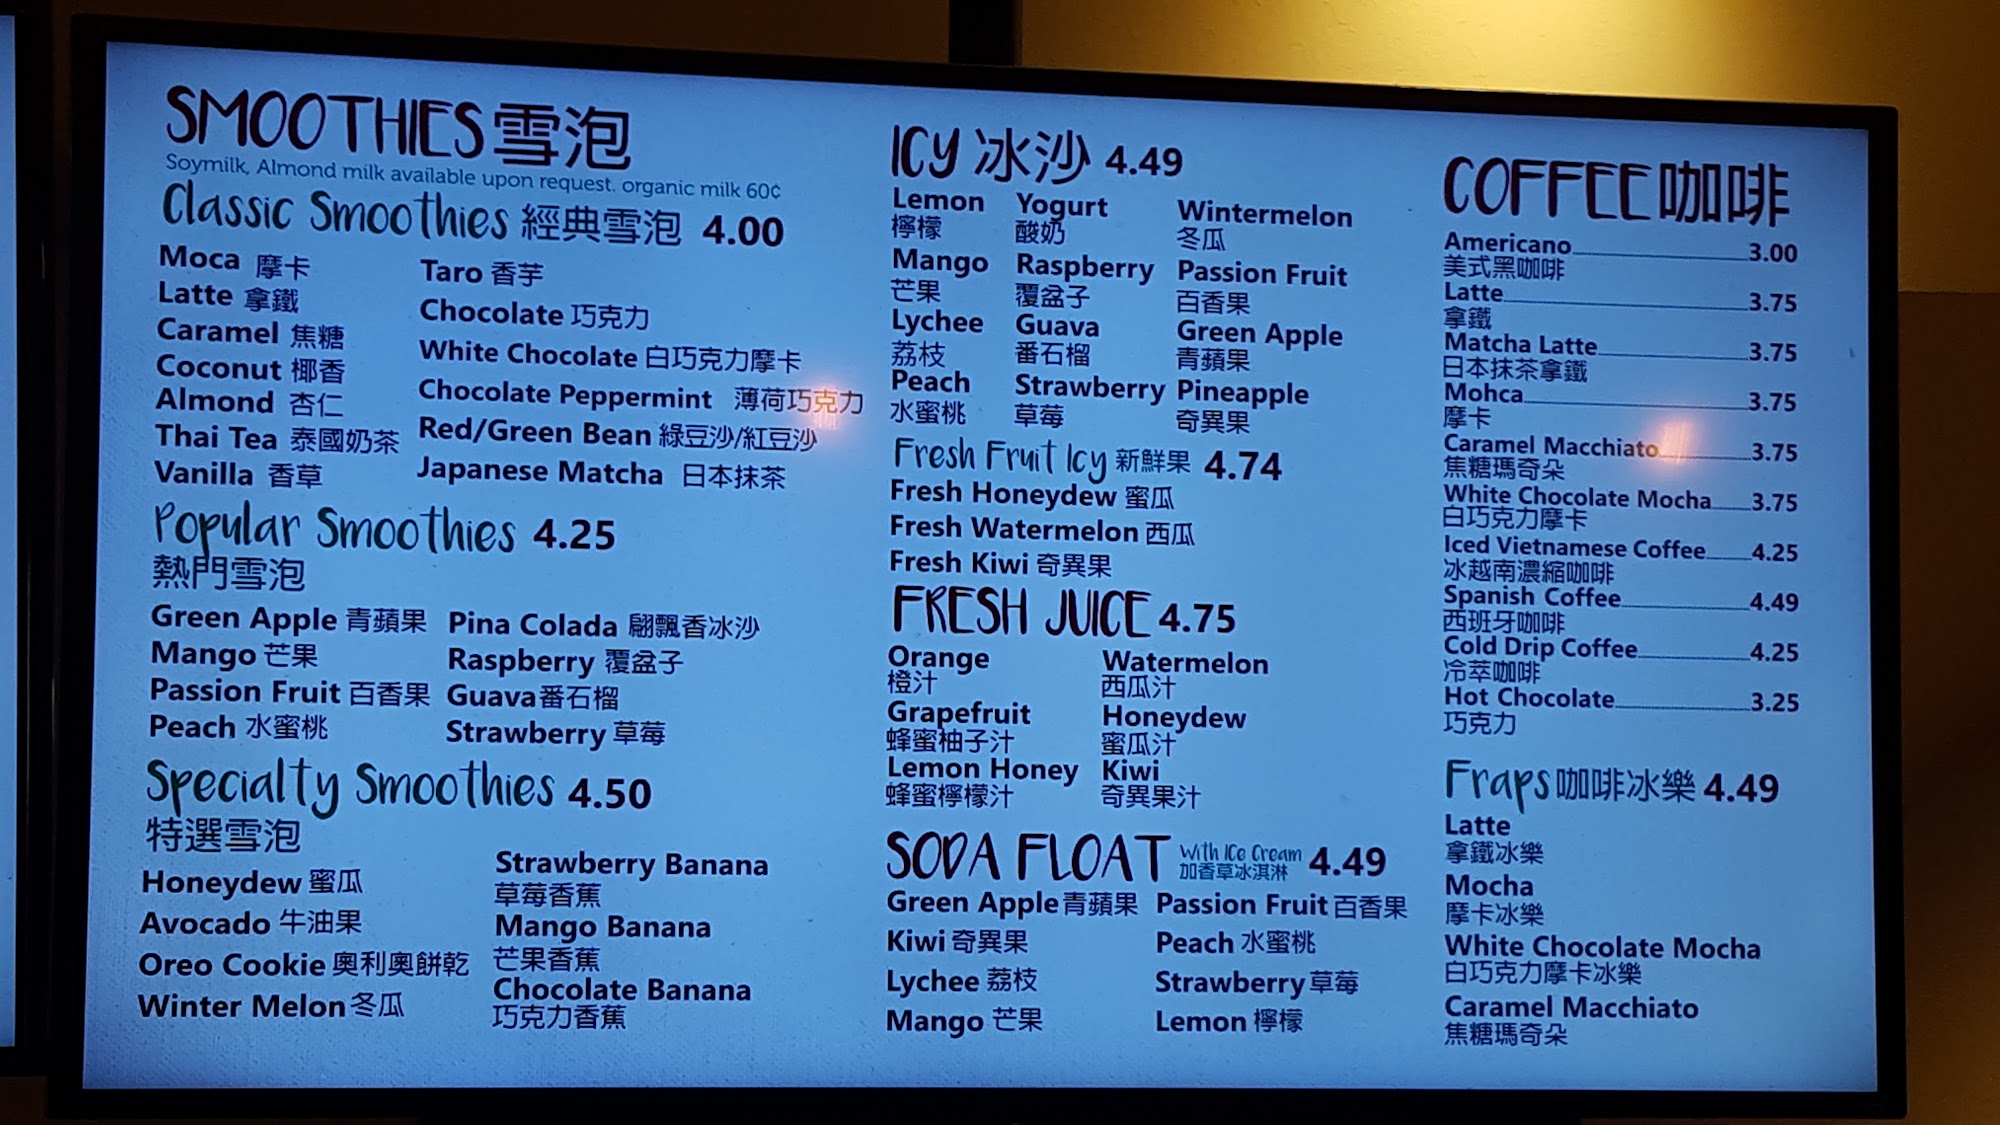 SMOOTHIES 雪泡
Soymilk, Almond milk available upon request. organic milk 60¢
Classic Smoothies 經典雪泡 4.00
Moca 摩卡
Latte 拿鐵
Caramel 焦糖
Coconut 椰香
Almond 杏仁
Thai Tea 泰國奶茶
Vanilla 香草
Taro 香芋
Chocolate 巧克力
White Chocolate 白巧克力摩卡
Chocolate Peppermint 薄荷巧克力
Red/Green Bean 綠豆沙/紅豆沙
Japanese Matcha 日本抹茶
Popular Smoothies 4.25
熱門雪泡
Green Apple 青蘋果
Mango 芒果
Passion Fruit 百香果
Peach 水蜜桃
Pina Colada 翩飄香冰沙
Raspberry 覆盆子
Guava 番石榴
Strawberry 草莓
Specialty Smoothies 4.50
特選雪泡
Honeydew 蜜瓜
Avocado 牛油果
Oreo Cookie 奧利奧餅乾
Winter Melon 冬瓜
Strawberry Banana
草莓香蕉
Mango Banana
芒果香蕉
Chocolate Banana
巧克力香蕉
ICY 冰沙 4.49
Lemon
檸檬
Mango
芒果
Lychee
荔枝
Peach
水蜜桃
Yogurt
酸奶
Raspberry
覆盆子
Guava
番石榴
Strawberry
草莓
Wintermelon
冬瓜
Passion Fruit
百香果
Green Apple
青蘋果
Pineapple
奇異果
Fresh Fruit Icy 新鮮果 4.74
Fresh Honeydew 蜜瓜
Fresh Watermelon 西瓜
Fresh Kiwi 奇異果
FRESH JUICE 4.75
Orange
橙汁
Grapefruit
蜂蜜柚子汁
Lemon Honey
蜂蜜檸檬汁
Watermelon
西瓜汁
Honeydew
蜜瓜汁
Kiwi
奇異果汁
SODA FLOAT With ICe Cream 4.49
加香草冰淇淋
Green Apple 青蘋果
Kiwi 奇異果
Lychee 荔枝
Mango 芒果
Passion Fruit 百香果
Peach 水蜜桃
Strawberry 草莓
Lemon 檸檬
COFFEE 咖啡
Americano 3.00
美式黑咖啡
Latte 3.75
拿鐵
Matcha Latte 3.75
日本抹茶拿鐵
Mohca 3.75
摩卡
Caramel Macchiato 3.75
焦糖瑪奇朵
White Chocolate Mocha 3.75
白巧克力摩卡
Iced Vietnamese Coffee 4.25
冰越南濃縮咖啡
Spanish Coffee 4.49
西班牙咖啡
Cold Drip Coffee 4.25
冷萃咖啡
Hot Chocolate 3.25
巧克力
Fraps 咖啡冰樂 4.49
Latte
拿鐵冰樂
Mocha
摩卡冰樂
White Chocolate Mocha
白巧克力摩卡冰樂
Caramel Macchiato
焦糖瑪奇朵